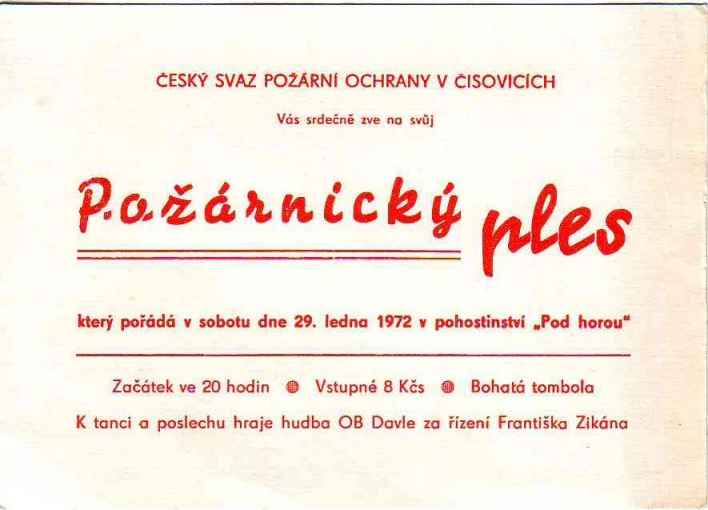 ČESKÝ SVAZ POŽÁRNÍ OCHRANY V ČISOVICÍCH
Vás srdečně zve na svůj
Požárnický ples
který pořádá v sobotu dne 29. ledna 1972 v pohostinství „Pod horou"
Začátek ve 20 hodin Vstupné 8 Kčs Bohatá tombola
K tanci a poslechu hraje hudba OB Davle za řízení Františka Zikána